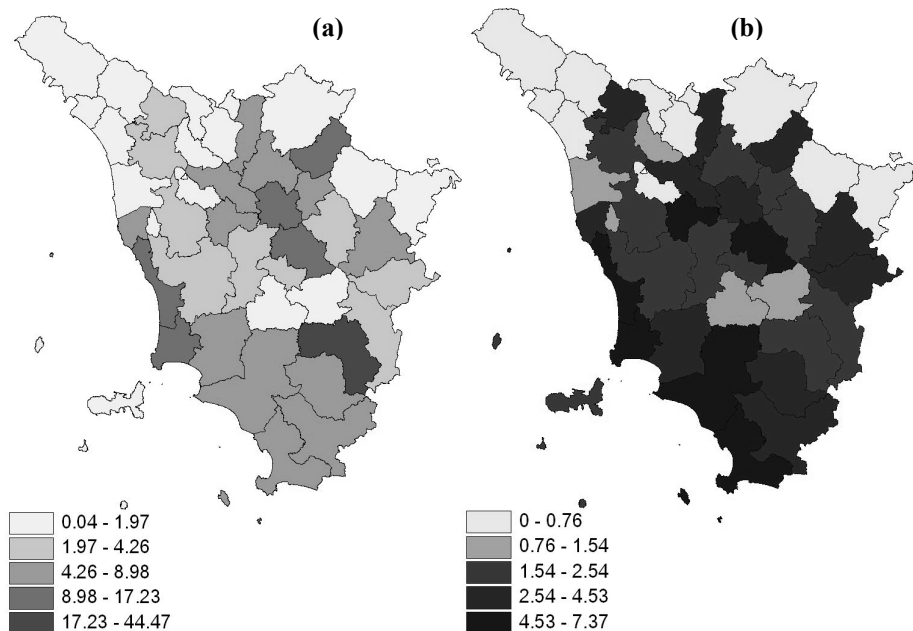 (a)
(b)
0.04 - 1.97
1.97 - 4.26
4.26 - 8.98
8.98 - 17.23
17.23 - 44.47
0 - 0.76
0.76 - 1.54
1.54 - 2.54
2.54 - 4.53
4.53 - 7.37